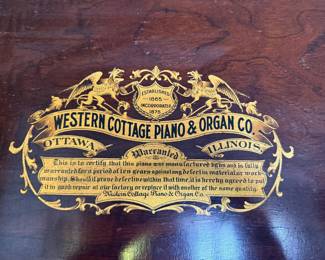 ESTABLISHED
1865
INCORPORATED
1875
WESTERN COTTAGE PIANO & ORGAN CO.
OTTAWA, ILLINOIS.
Warranted
This is to certify that this piano was manufactured by us and is fully
warranted for a period of ten years against any defect in material or work-
manship. Should it prove defective within that time, it is hereby agreed to put
it in good repair at our factory or replace it with another of the same quality.
Western Cottage Piano & Organ Co.